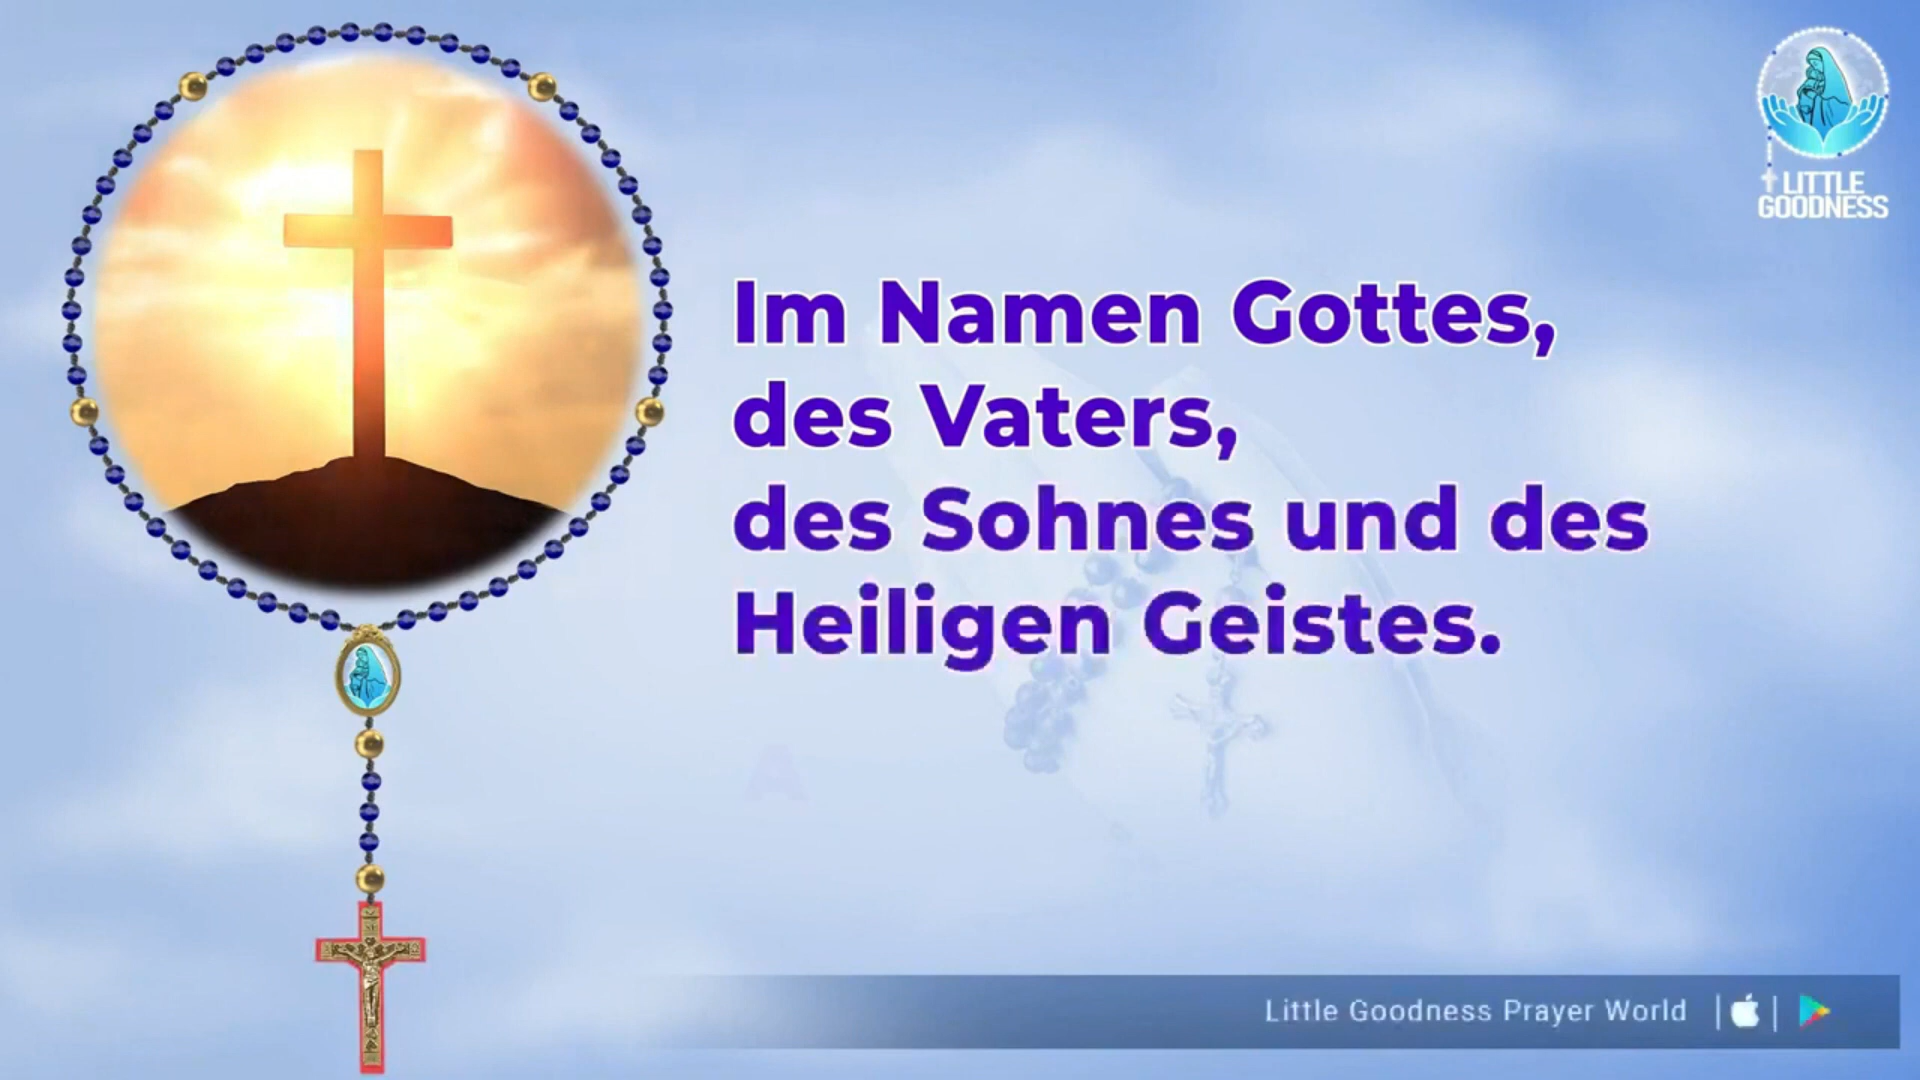 LITTLE
GOODNESS
Im Namen Gottes,
des Vaters,
des Sohnes und des
Heiligen Geistes.
A
Little Goodness Prayer World